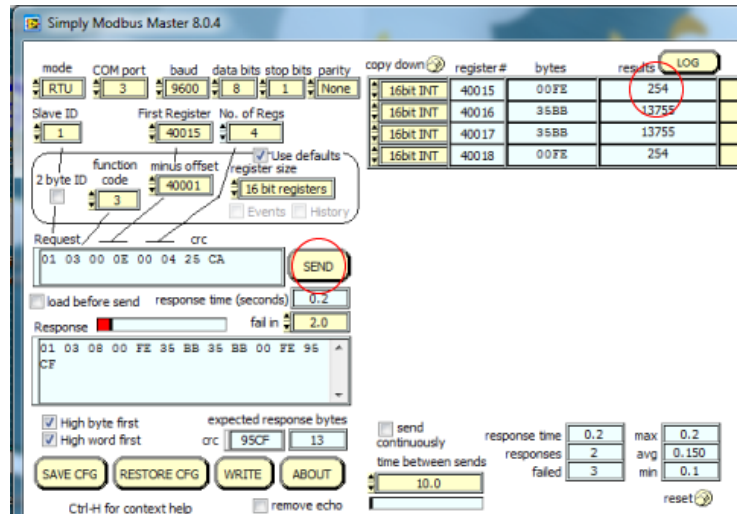 Simply Modbus Master 8.0.4
mode COM port baud data bits stop bits parity
RTU 3 9600 8 1 None
Slave ID First Register No. of Regs
1 40015 4
Use defaults
2 byte ID function code minus offset register size
3 40001 16 bit registers
Events History
Request crc
01 03 00 0E 00 04 25 CA
SEND
load before send response time (seconds) 0.2
Response fail in 2.0
01 03 08 00 FE 35 BB 35 BB 00 FE 95
CF
High byte first expected response bytes
High word first crc 95CF 13
SAVE CFG RESTORE CFG WRITE ABOUT
Ctrl-H for context help remove echo
copy down register # bytes results LOG
16bit INT 40015 00FE 254
16bit INT 40016 35BB 13755
16bit INT 40017 35BB 13755
16bit INT 40018 00FE 254
send continuously
time between sends
10.0
response time 0.2 max 0.2
responses 2 avg 0.150
failed 3 min 0.1
reset